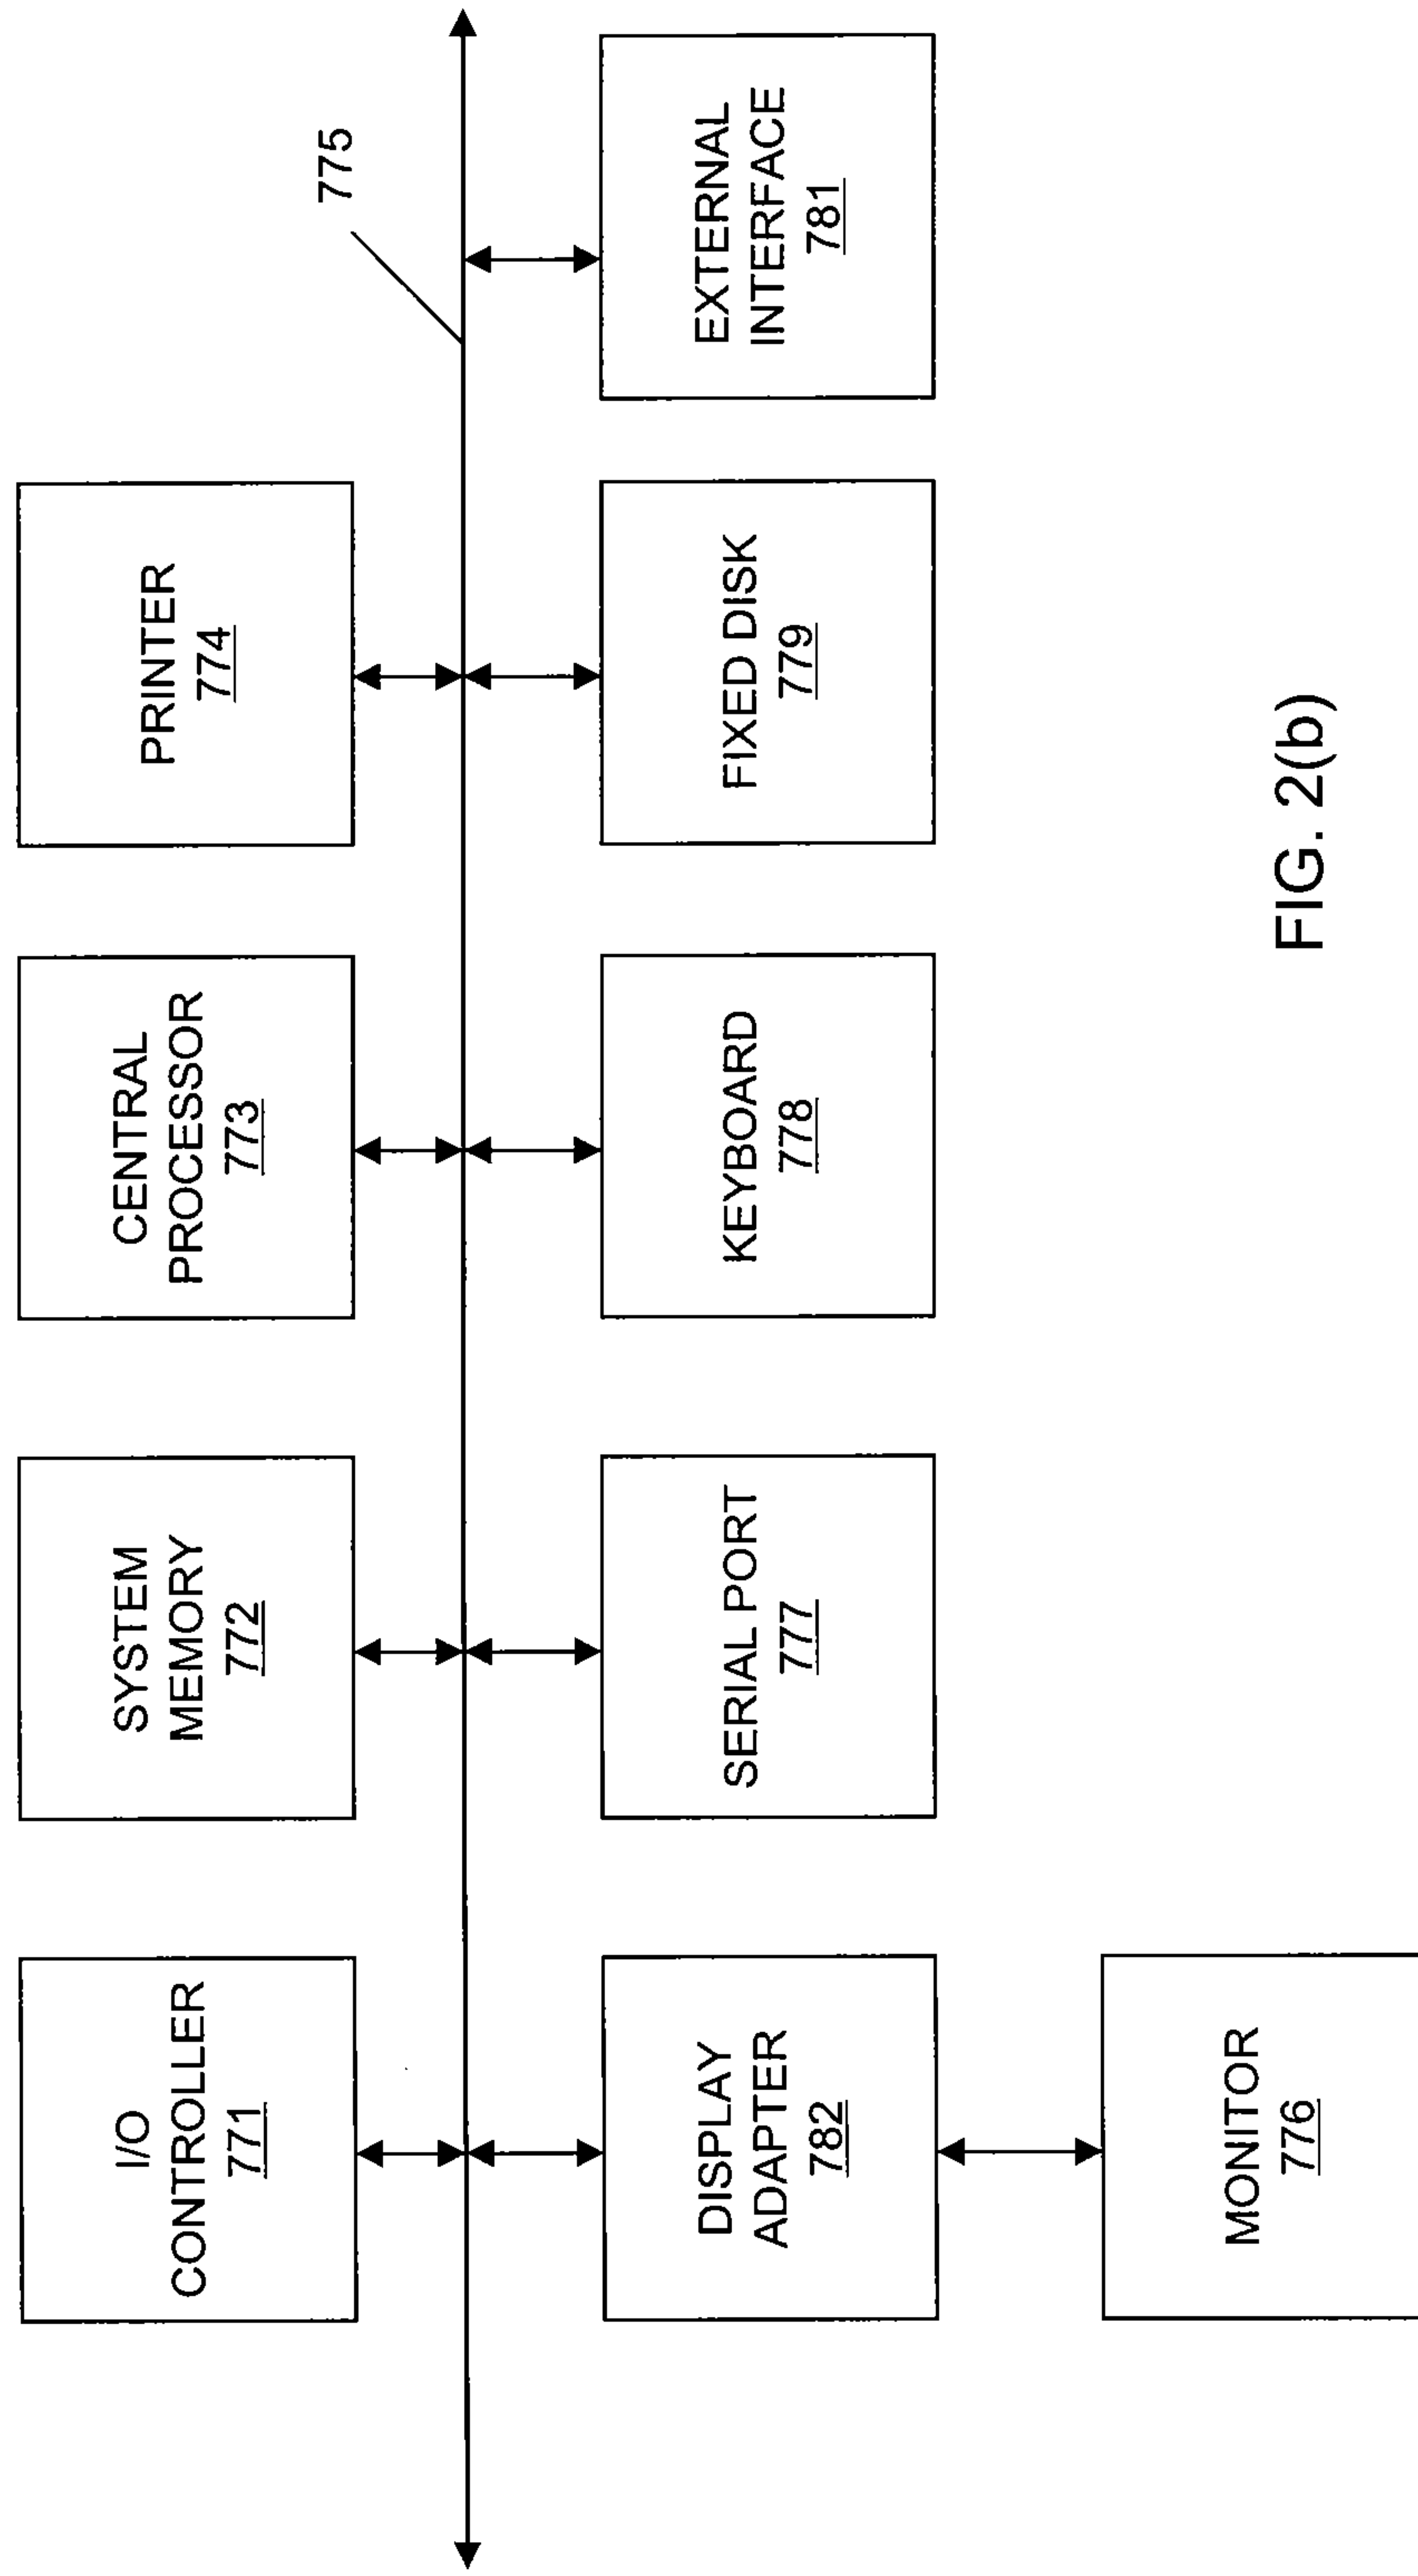 I/O
CONTROLLER
771
SYSTEM
MEMORY
772
CENTRAL
PROCESSOR
773
PRINTER
774
775
DISPLAY
ADAPTER
782
SERIAL PORT
777
KEYBOARD
778
FIXED DISK
779
EXTERNAL
INTERFACE
781
MONITOR
776
FIG. 2(b)